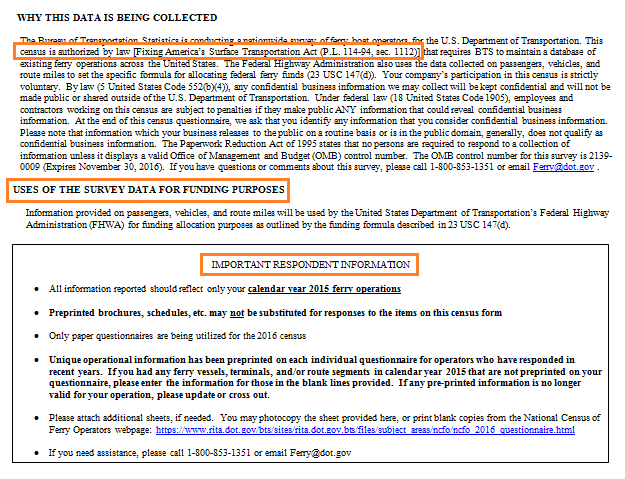 WHY THIS DATA IS BEING COLLECTED
The Bureau of Transportation Statistics is conducting a nationwide survey of ferry boat operators for the U.S. Department of Transportation. This
census is authorized by law [Fixing America's Surface Transportation Act (P.L. 114-94, sec. 1112)] that requires BTS to maintain a database of
existing ferry operations across the United States. The Federal Highway Administration also uses the data collected on passengers, vehicles, and
route miles to set the specific formula for allocating federal ferry funds (23 USC 147(d)). Your company's participation in this census is strictly
voluntary. By law (5 United States Code 552(b)(4)), any confidential business information we may collect will be kept confidential and will not be
made public or shared outside of the U.S. Department of Transportation. Under federal law (18 United States Code 1905), employees and
contractors working on this census are subject to penalties if they make public ANY information that could reveal confidential business
information. At the end of this census questionnaire, we ask that you identify any information that you consider confidential business information.
Please note that information which your business releases to the public on a routine basis or is in the public domain, generally, does not qualify as
confidential business information. The Paperwork Reduction Act of 1995 states that no persons are required to respond to a collection of
information unless it displays a valid Office of Management and Budget (OMB) control number. The OMB control number for this survey is 2139-
0009 (Expires November 30, 2016). If you have questions or comments about this survey, please call 1-800-853-1351 or email Ferry@dot.gov .
USES OF THE SURVEY DATA FOR FUNDING PURPOSES
Information provided on passengers, vehicles, and route miles will be used by the United States Department of Transportation's Federal Highway
Administration (FHWA) for funding allocation purposes as outlined by the funding formula described in 23 USC 147(d).
IMPORTANT RESPONDENT INFORMATION
• All information reported should reflect only your calendar year 2015 ferry operations
• Preprinted brochures, schedules, etc. may not be substituted for responses to the items on this census form
• Only paper questionnaires are being utilized for the 2016 census
• Unique operational information has been preprinted on each individual questionnaire for operators who have responded in
recent years. If you had any ferry vessels, terminals, and/or route segments in calendar year 2015 that are not preprinted on your
questionnaire, please enter the information for those in the blank lines provided. If any pre-printed information is no longer
valid for your operation, please update or cross out.
• Please attach additional sheets, if needed. You may photocopy the sheet provided here, or print blank copies from the National Census of
Ferry Operators webpage: https://www.rita.dot.gov/bts/sites/rita.dot.gov.bts/files/subject_areas/ncfo/ncfo_2016_questionnaire.html
• If you need assistance, please call 1-800-853-1351 or email Ferry@dot.gov